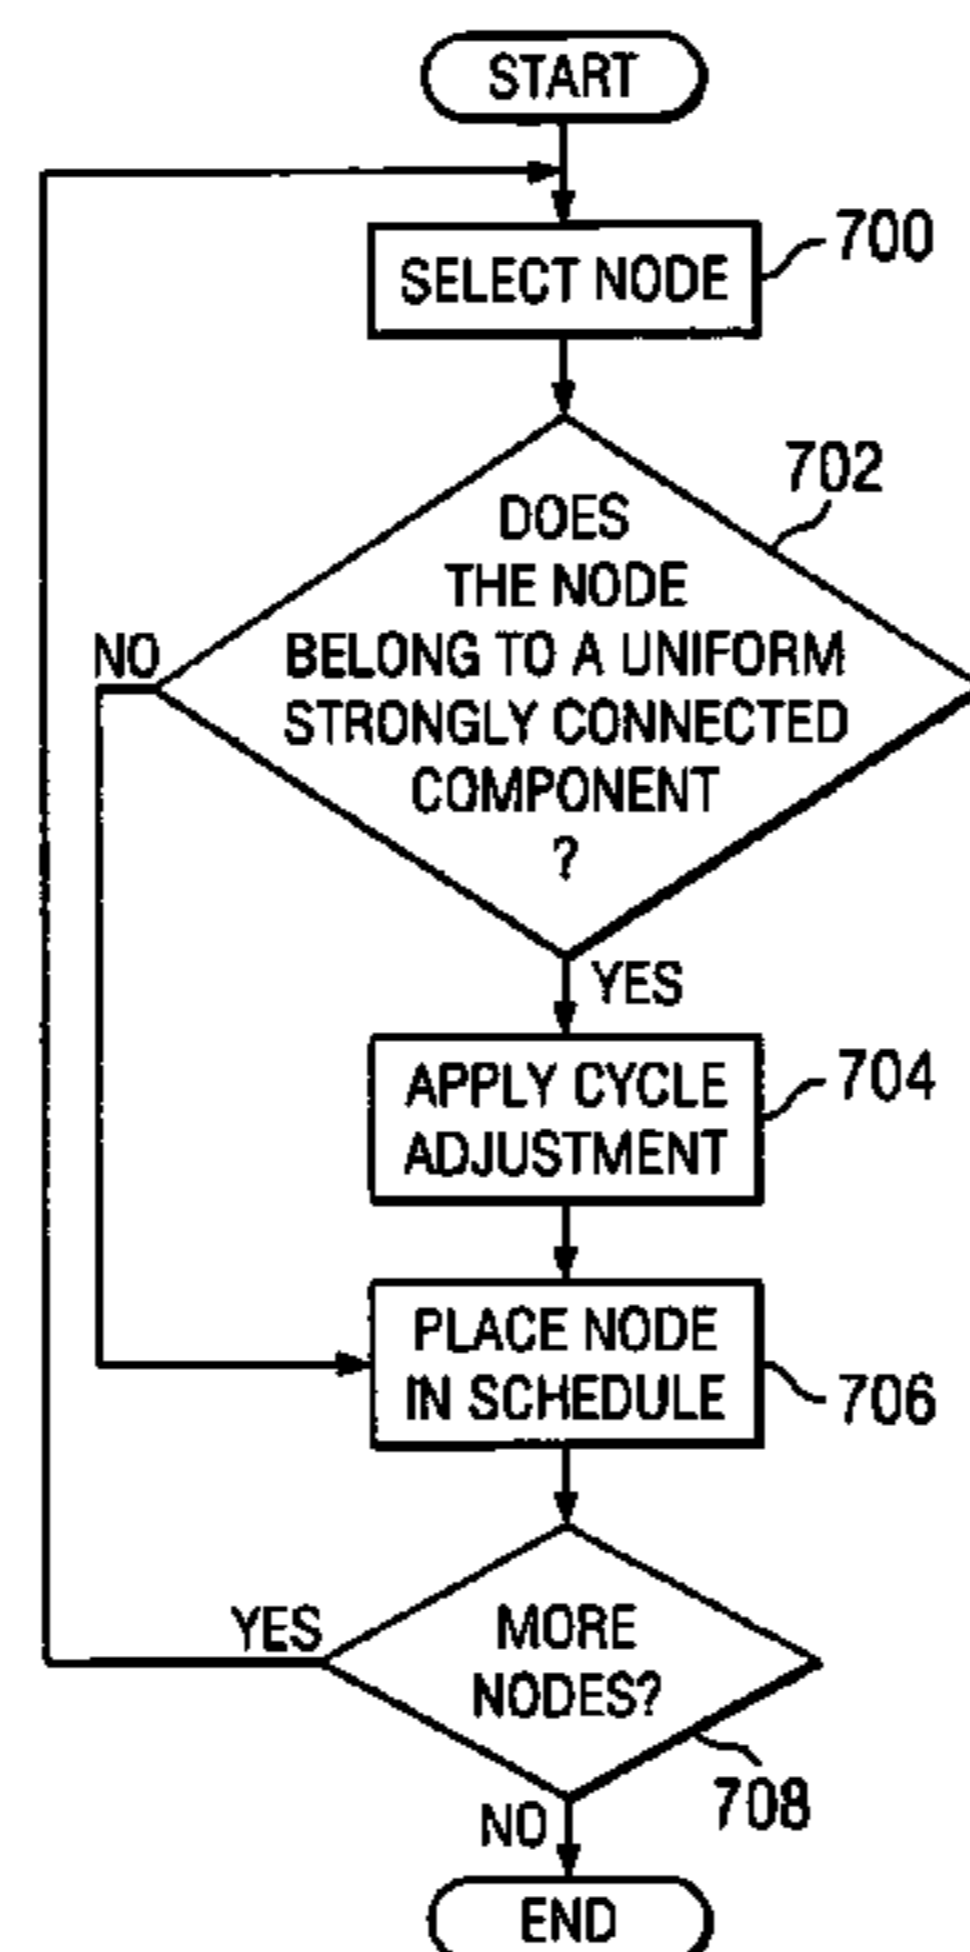 START
700
SELECT NODE
702
DOES
THE NODE
NO
BELONG TO A UNIFORM
STRONGLY CONNECTED
COMPONENT
?
YES
704
APPLY CYCLE
ADJUSTMENT
PLACE NODE
IN SCHEDULE
706
YES
MORE
NODES?
708
NO
END